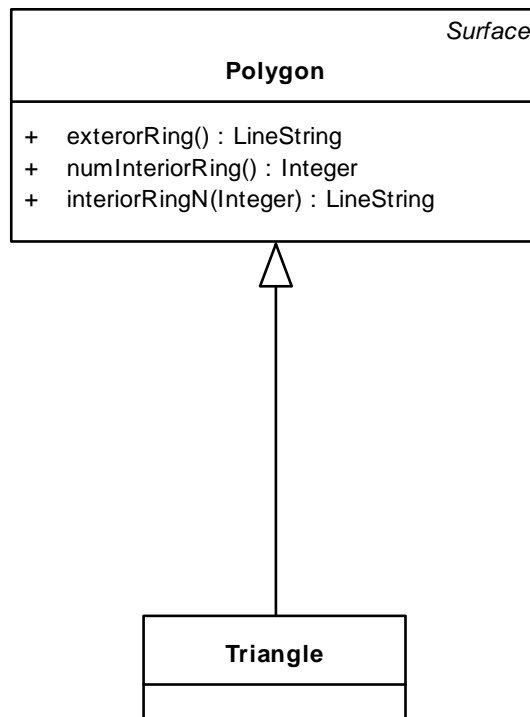 Surface
Polygon
+ exterorRing() : LineString
+ numInteriorRing() : Integer
+ interiorRingN(Integer) : LineString
Triangle